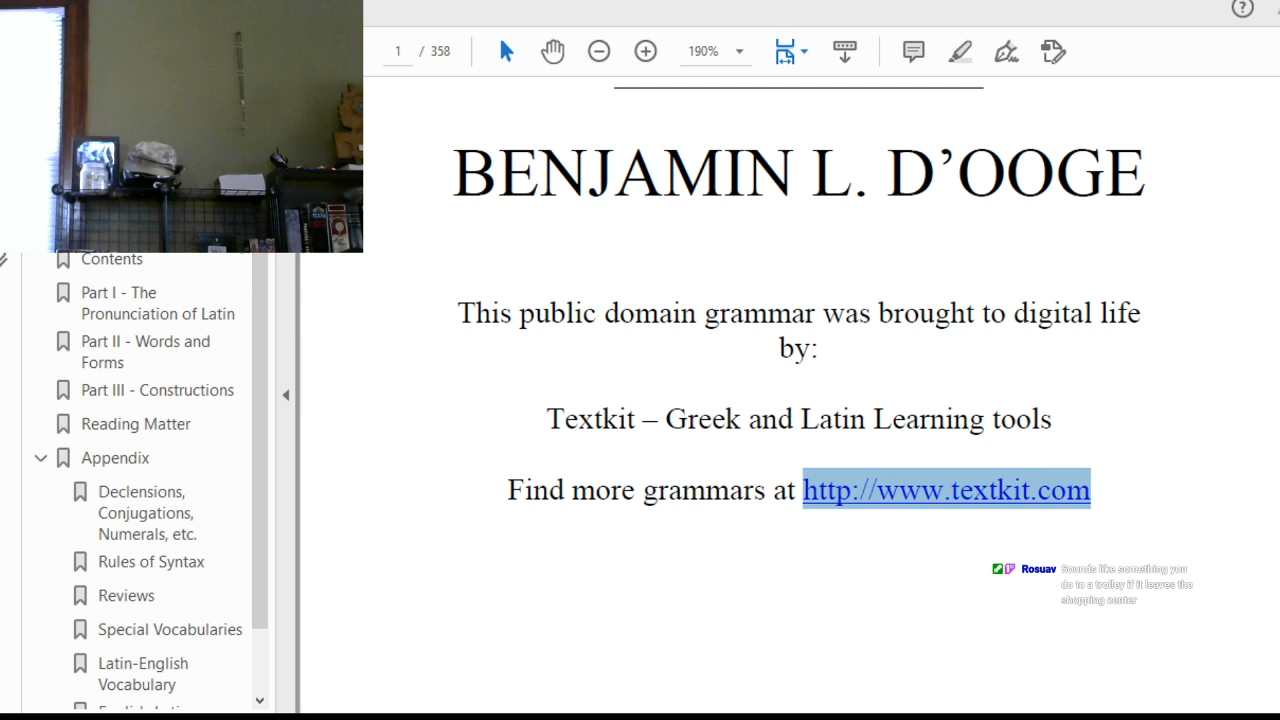 1 / 358
190%
BENJAMIN L. D’OOGE
This public domain grammar was brought to digital life
by:
Textkit – Greek and Latin Learning tools
Find more grammars at http://www.textkit.com
Rosuav Sounds like something you
do to a trolley if it leaves the
shopping center
Contents
Part I - The
Pronunciation of Latin
Part II - Words and
Forms
Part III - Constructions
Reading Matter
Appendix
Declensions,
Conjugations,
Numerals, etc.
Rules of Syntax
Reviews
Special Vocabularies
Latin-English
Vocabulary